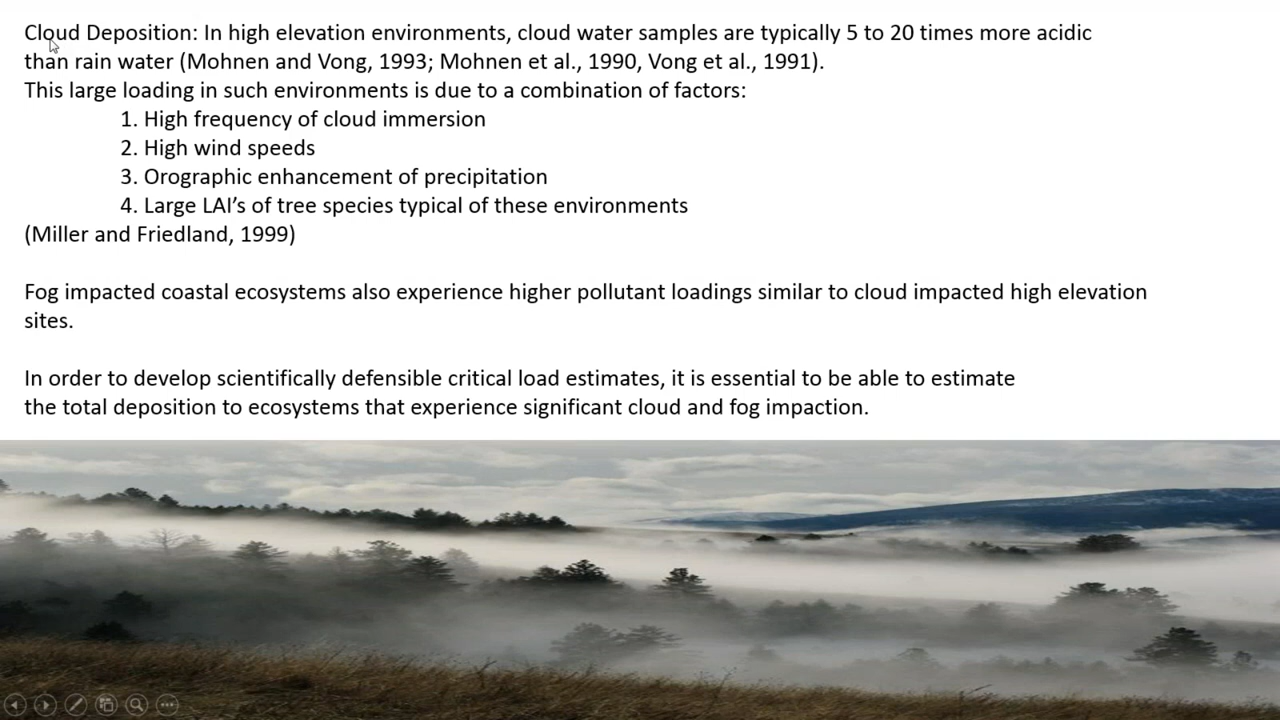 Cloud Deposition: In high elevation environments, cloud water samples are typically 5 to 20 times more acidic
than rain water (Mohnen and Vong, 1993; Mohnen et al., 1990, Vong et al., 1991).
This large loading in such environments is due to a combination of factors:
1. High frequency of cloud immersion
2. High wind speeds
3. Orographic enhancement of precipitation
4. Large LAI’s of tree species typical of these environments
(Miller and Friedland, 1999)
Fog impacted coastal ecosystems also experience higher pollutant loadings similar to cloud impacted high elevation
sites.
In order to develop scientifically defensible critical load estimates, it is essential to be able to estimate
the total deposition to ecosystems that experience significant cloud and fog impaction.